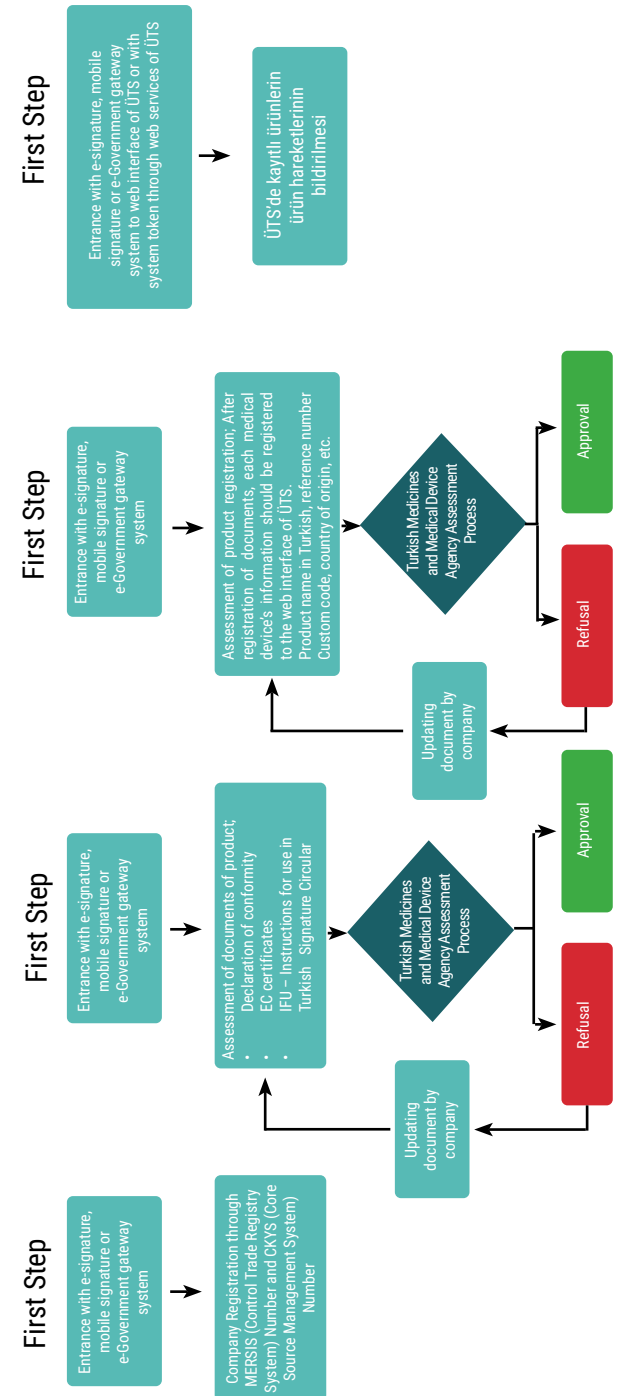 First Step
Entrance with e-signature,
mobile signature or
e-Government gateway
system
Company Registration through
MERSIS (Control Trade Registry
System) Number and CKYS (Core
Source Management System)
Number
First Step
Entrance with e-signature,
mobile signature or
e-Government gateway
system
Assessment of documents of product;
• Declaration of conformity
• EC certificates
• IFU – Instructions for use in
Turkish Signature Circular
Turkish Medicines
and Medical Device
Agency Assessment
Process
Updating
document by
company
Refusal
Approval
First Step
Entrance with e-signature,
mobile signature or
e-Government gateway
system
Assessment of product registration; After
registration of documents, each medical
device's information should be registered
to the web interface of ÜTS.
Product name in Turkish, reference number
Custom code, country of origin, etc.
Turkish Medicines
and Medical Device
Agency Assessment
Process
Updating
document by
company
Refusal
Approval
First Step
Entrance with e-signature, mobile
signature or e-Government gateway
system to web interface of ÜTS or with
system token through web services of ÜTS
ÜTS'de kayıtlı ürünlerin
ürün hareketlerinin
bildirilmesi